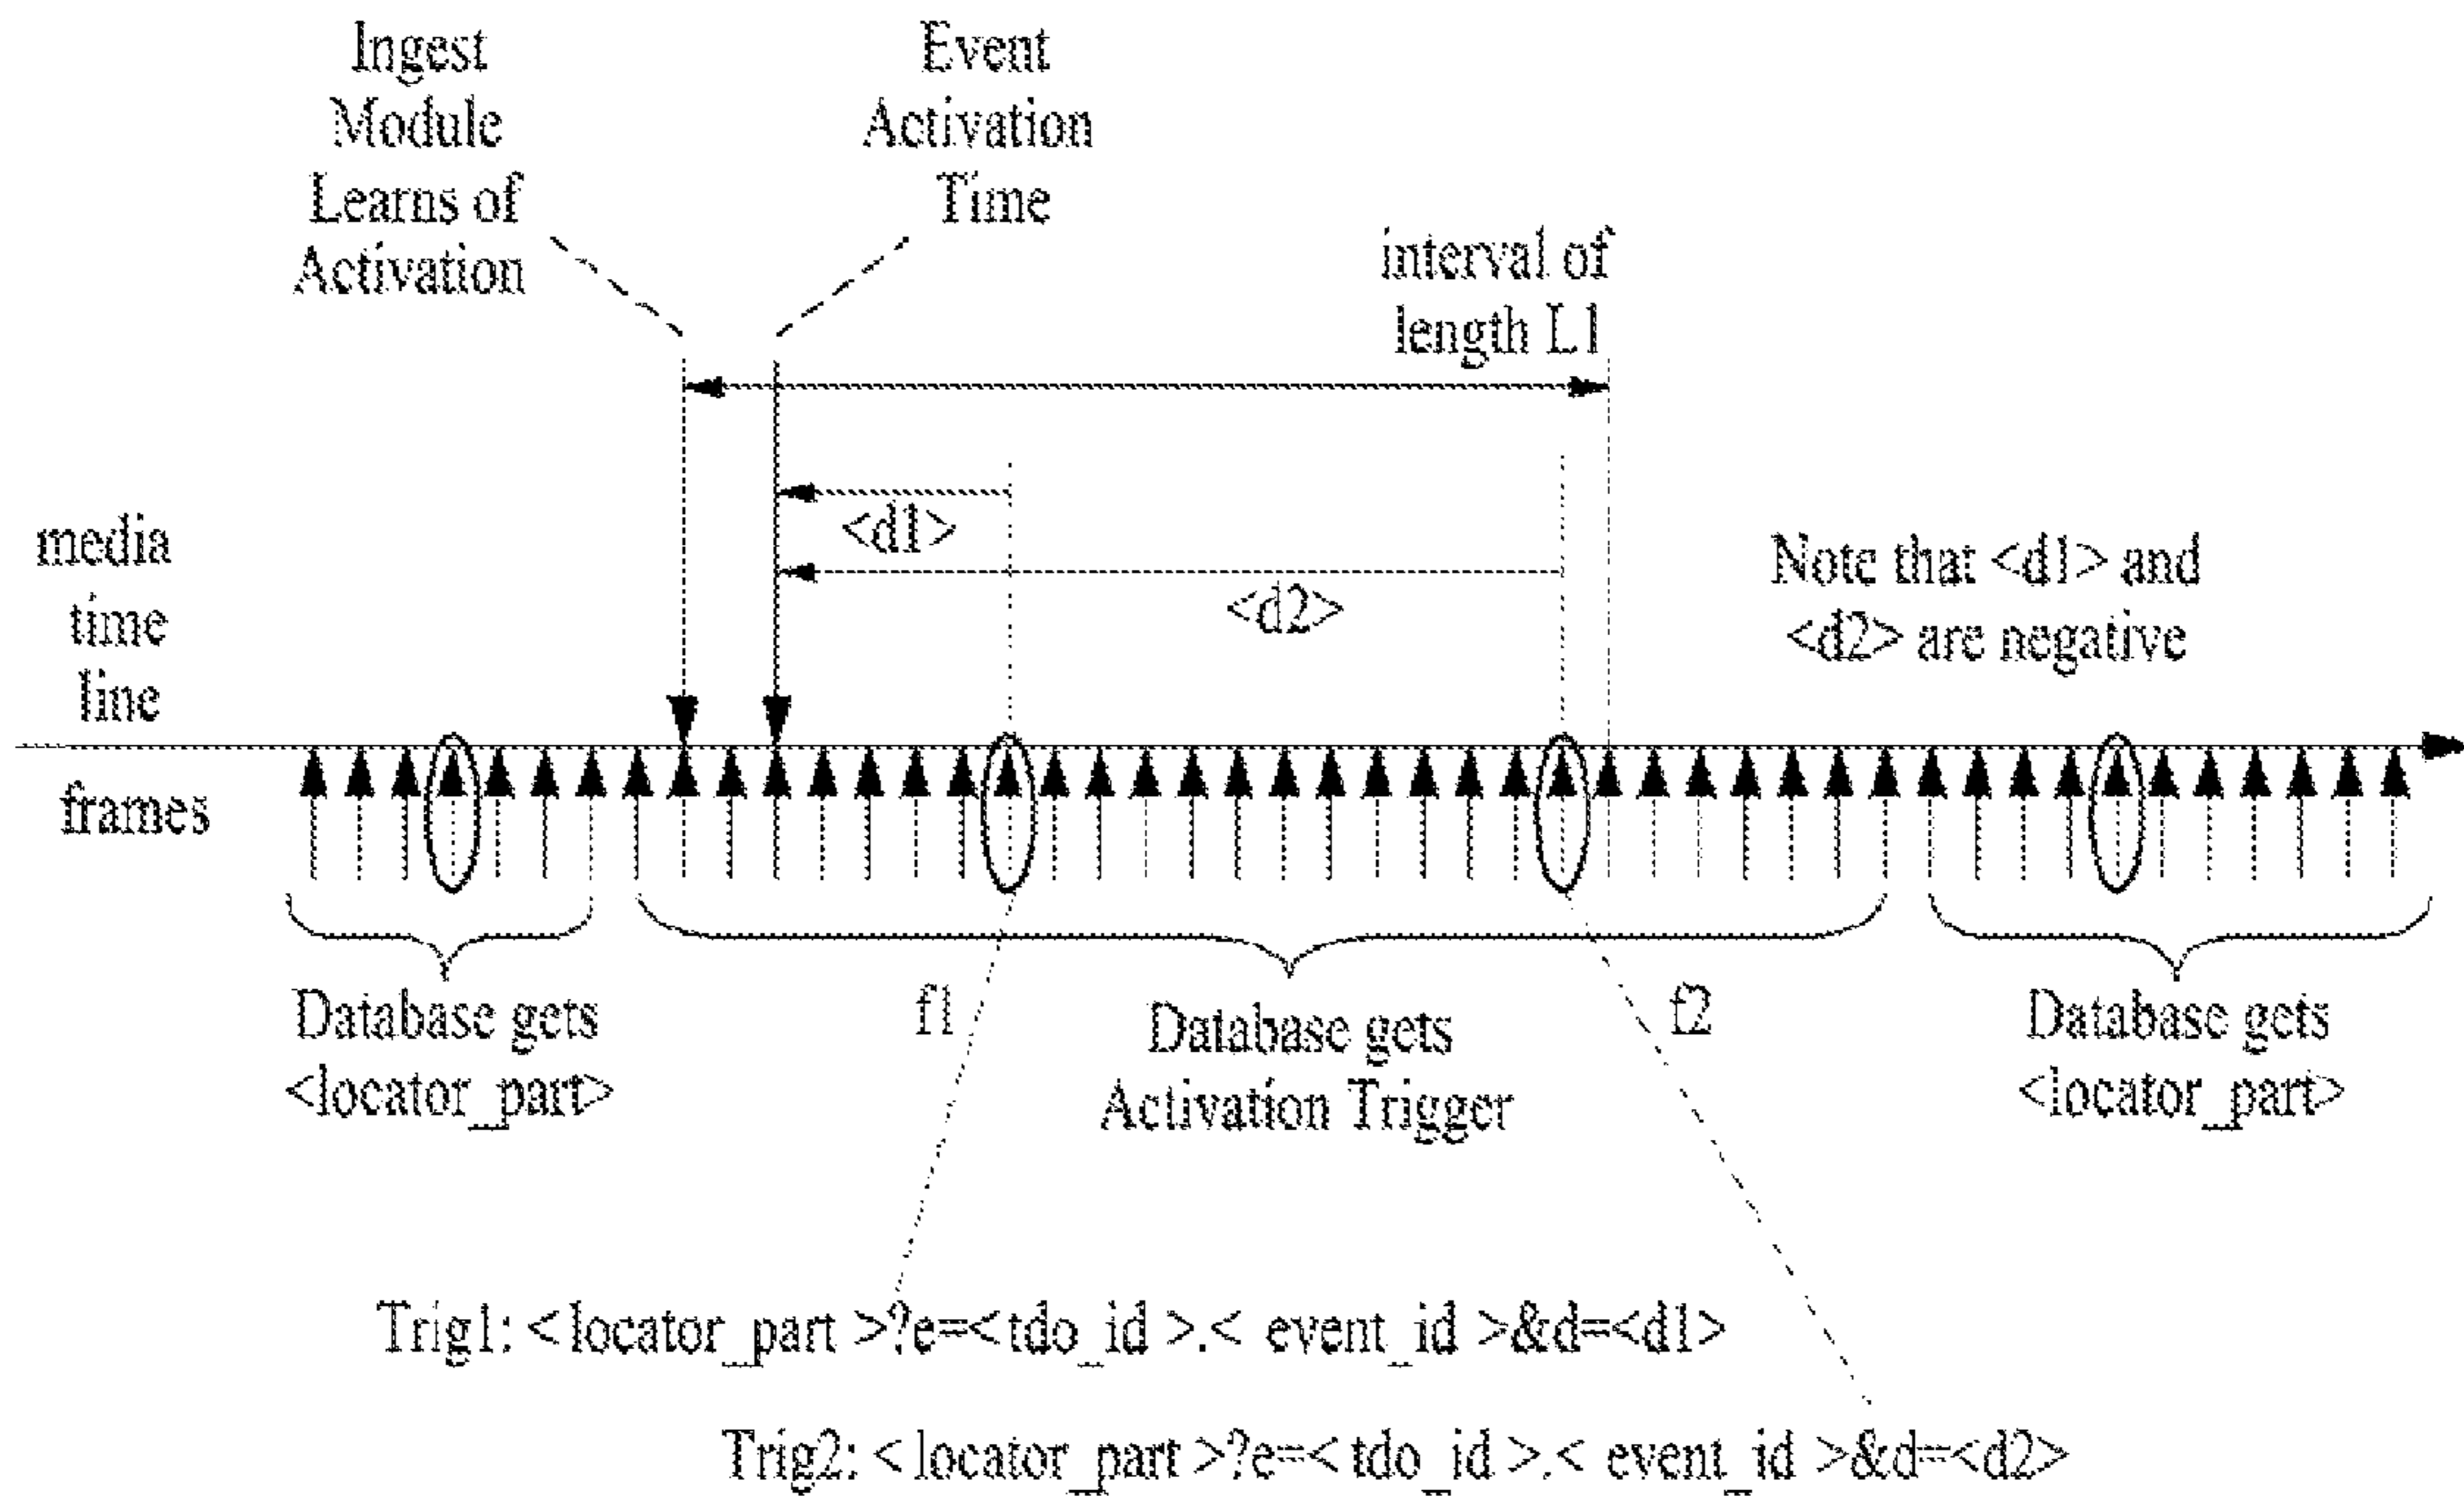 Ingest
Module
Learns of
Activation
Event
Activation
Time
interval of
length L1
<d1>
<d2>
media
time
line
Note that <d1> and
<d2> are negative
frames
Database gets
<locator_part>
f1
Database gets
Activation Trigger
f2
Database gets
<locator_part>
Trig1: < locator_part >?e=<tdo_id >.< event_id >&d=<d1>
Trig2: < locator_part >?e=< tdo_id >.< event_id >&d=<d2>